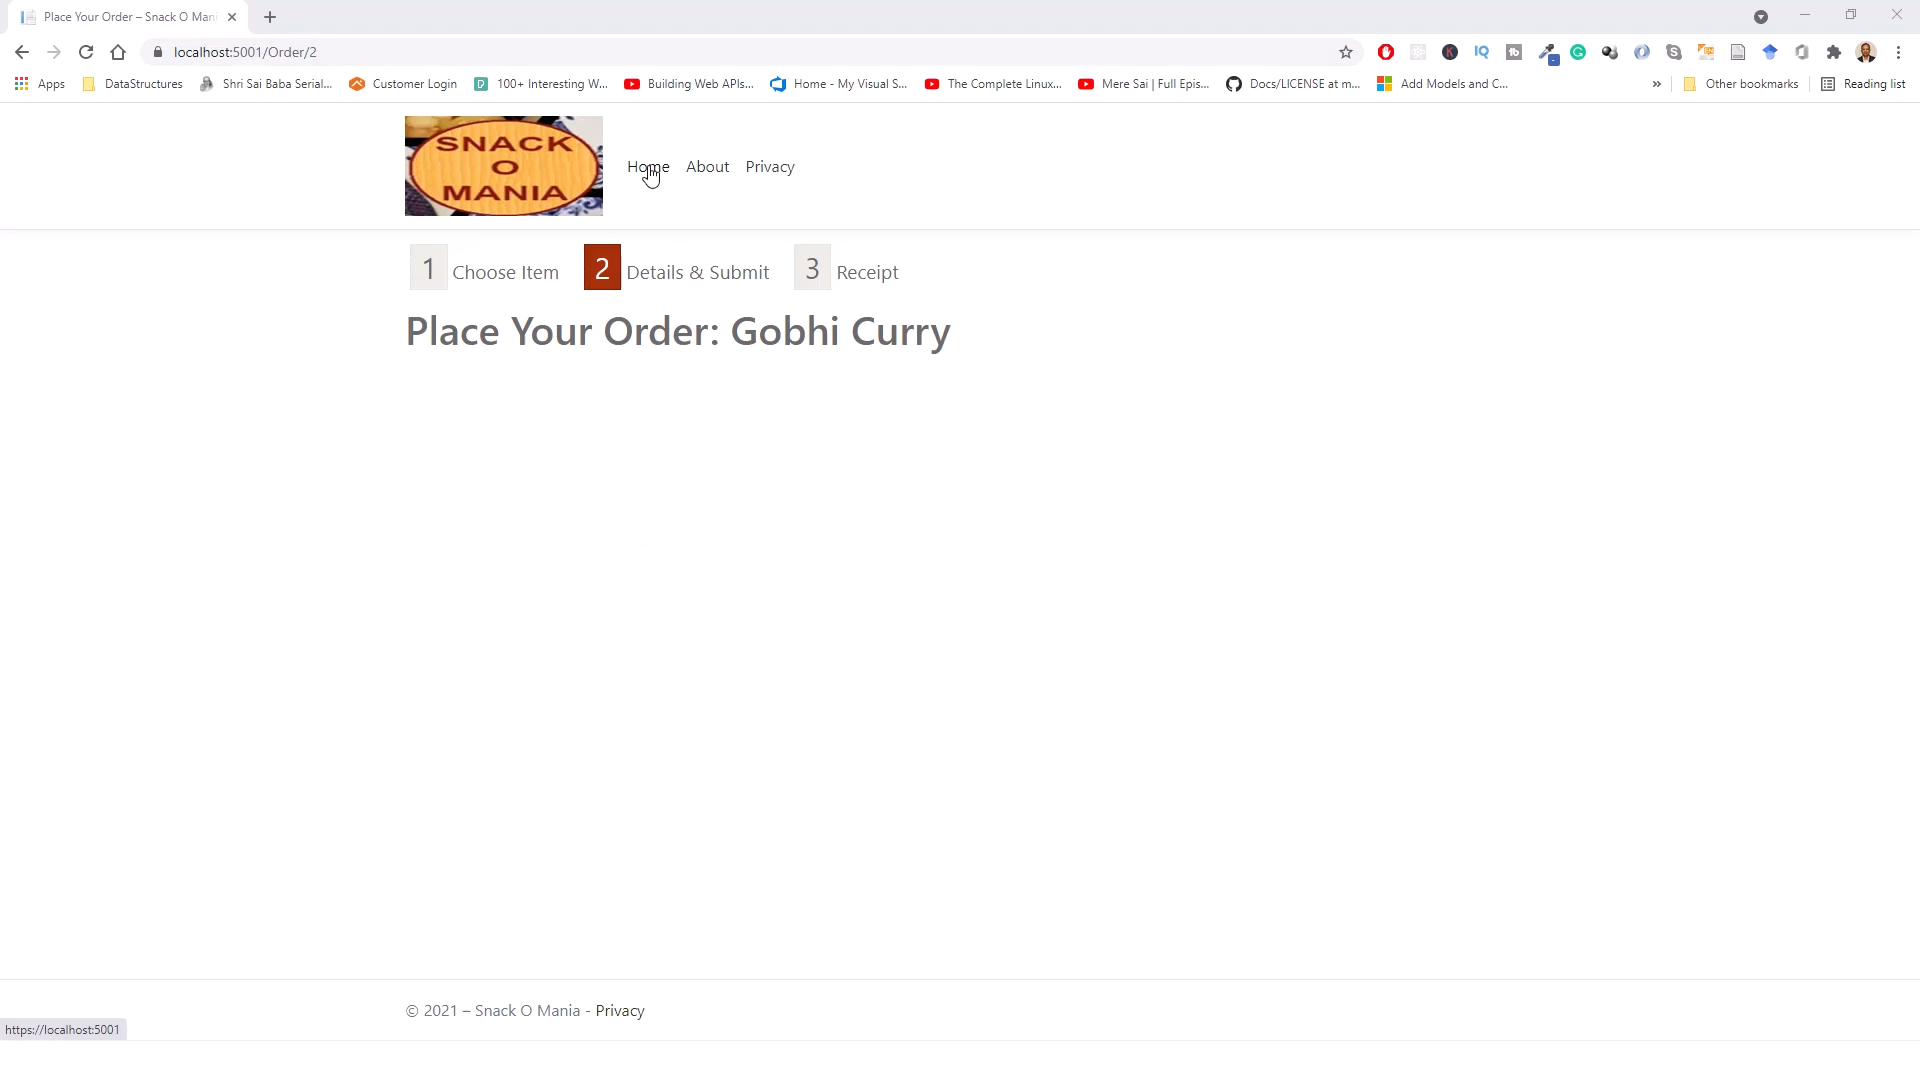 Place Your Order – Snack O Mani
localhost:5001/Order/2
Apps DataStructures Shri Sai Baba Serial... Customer Login 100+ Interesting W... Building Web APIs... Home - My Visual S... The Complete Linux... Mere Sai | Full Epis... Docs/LICENSE at m... Add Models and C... » Other bookmarks Reading list
SNACK
O
MANIA
Home About Privacy
1 Choose Item 2 Details & Submit 3 Receipt
Place Your Order: Gobhi Curry
© 2021 – Snack O Mania - Privacy
https://localhost:5001